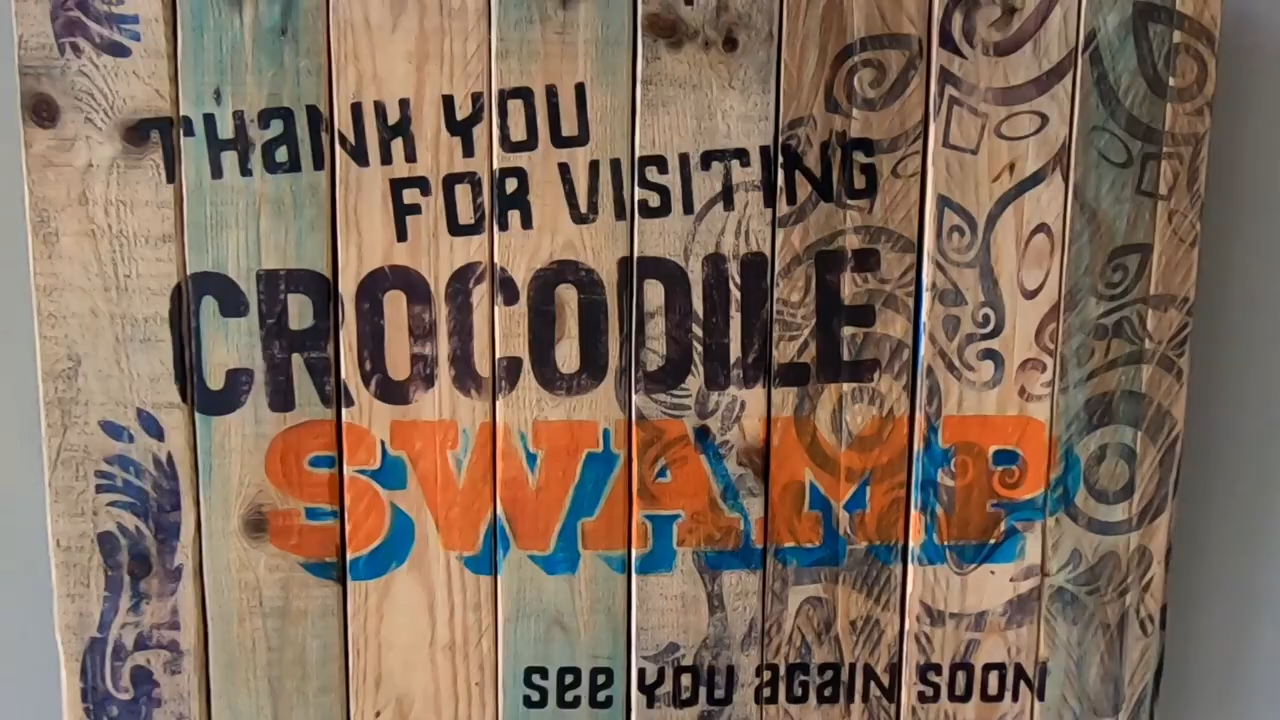 THANK YOU
FOR VISITING
CROCODILE
SWAMP
see YOU aGaIN SOON